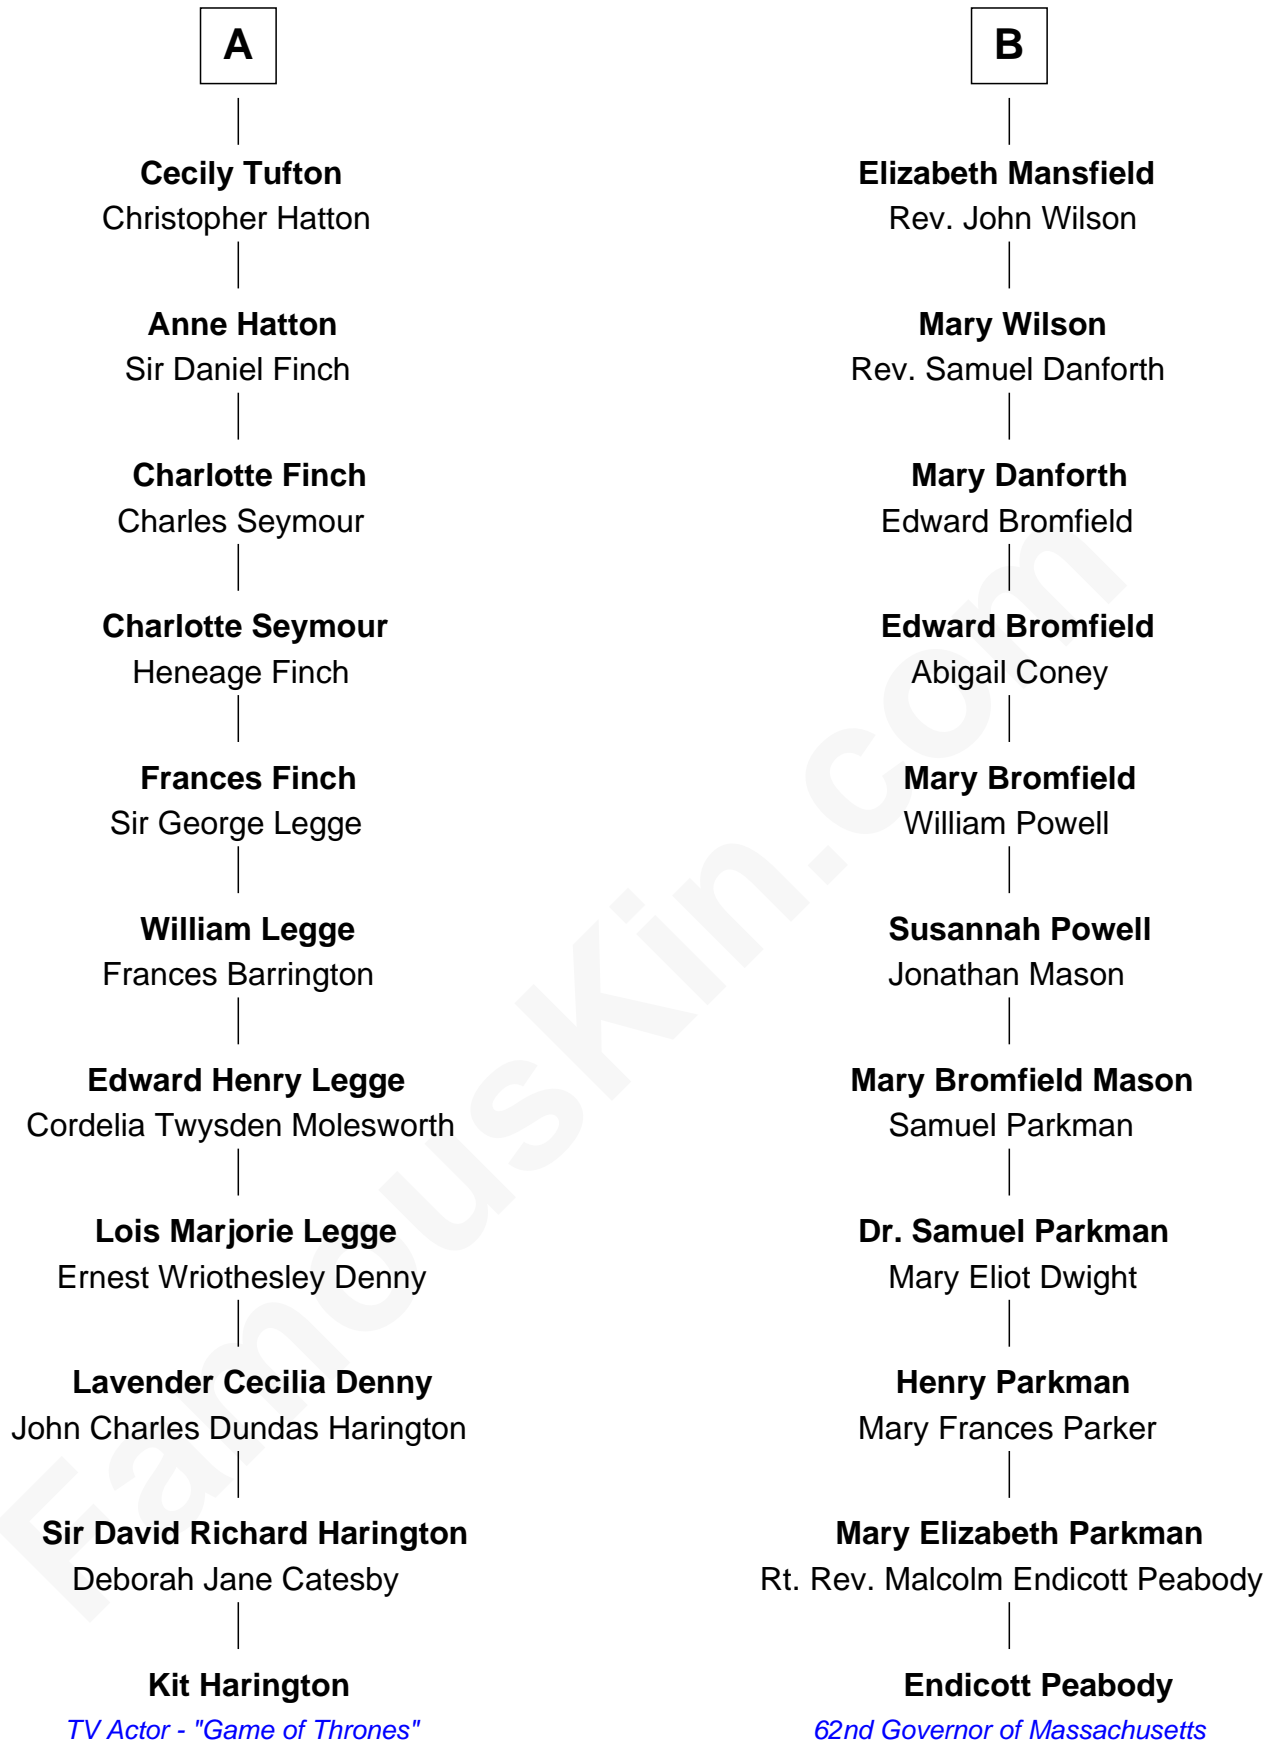 A
Cecily Tufton
Christopher Hatton
Anne Hatton
Sir Daniel Finch
Charlotte Finch
Charles Seymour
Charlotte Seymour
Heneage Finch
Frances Finch
Sir George Legge
William Legge
Frances Barrington
Edward Henry Legge
Cordelia Twysden Molesworth
Lois Marjorie Legge
Ernest Wriothesley Denny
Lavender Cecilia Denny
John Charles Dundas Harington
Sir David Richard Harington
Deborah Jane Catesby
Kit Harington
TV Actor - "Game of Thrones"
B
Elizabeth Mansfield
Rev. John Wilson
Mary Wilson
Rev. Samuel Danforth
Mary Danforth
Edward Bromfield
Edward Bromfield
Abigail Coney
Mary Bromfield
William Powell
Susannah Powell
Jonathan Mason
Mary Bromfield Mason
Samuel Parkman
Dr. Samuel Parkman
Mary Eliot Dwight
Henry Parkman
Mary Frances Parker
Mary Elizabeth Parkman
Rt. Rev. Malcolm Endicott Peabody
Endicott Peabody
62nd Governor of Massachusetts
FamousKin.com